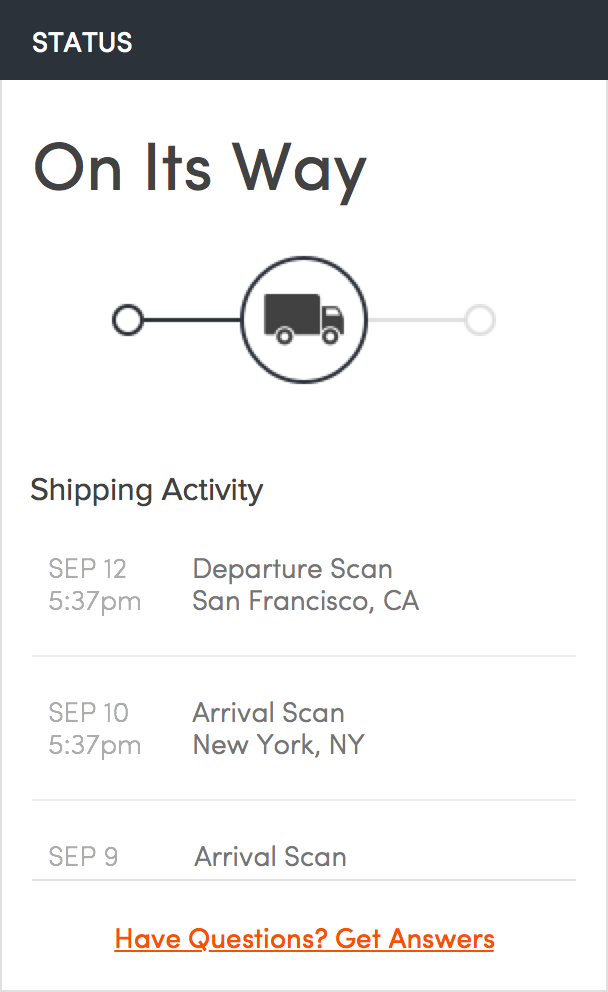 STATUS
On Its Way
Shipping Activity
SEP 12
5:37pm
Departure Scan
San Francisco, CA
SEP 10
5:37pm
Arrival Scan
New York, NY
SEP 9
Arrival Scan
Have Questions? Get Answers